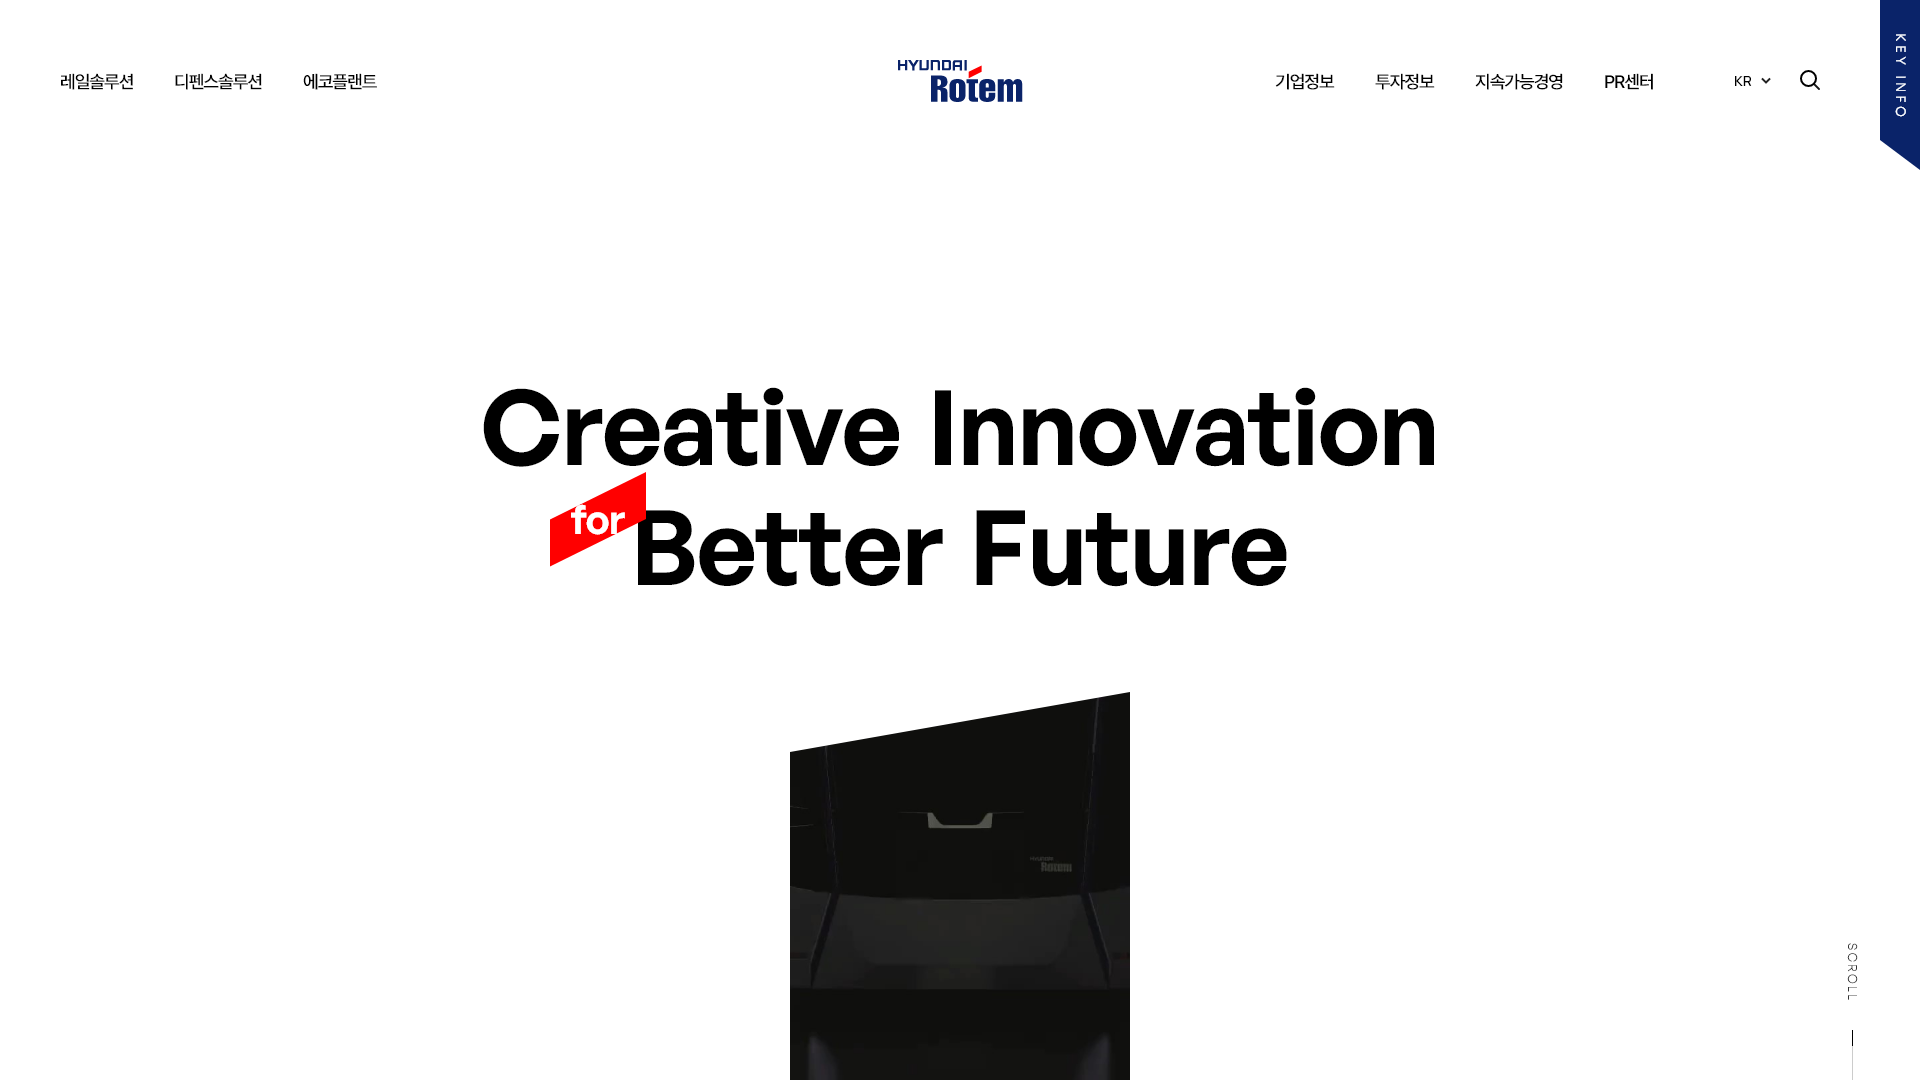 레일솔루션 디펜스솔루션 에코플랜트
HYUNDAI
Rotem
기업정보 투자정보 지속가능경영 PR센터 KR
KEY INFO
Creative Innovation
for Better Future
HYUNDAI
Rotem
SCROLL